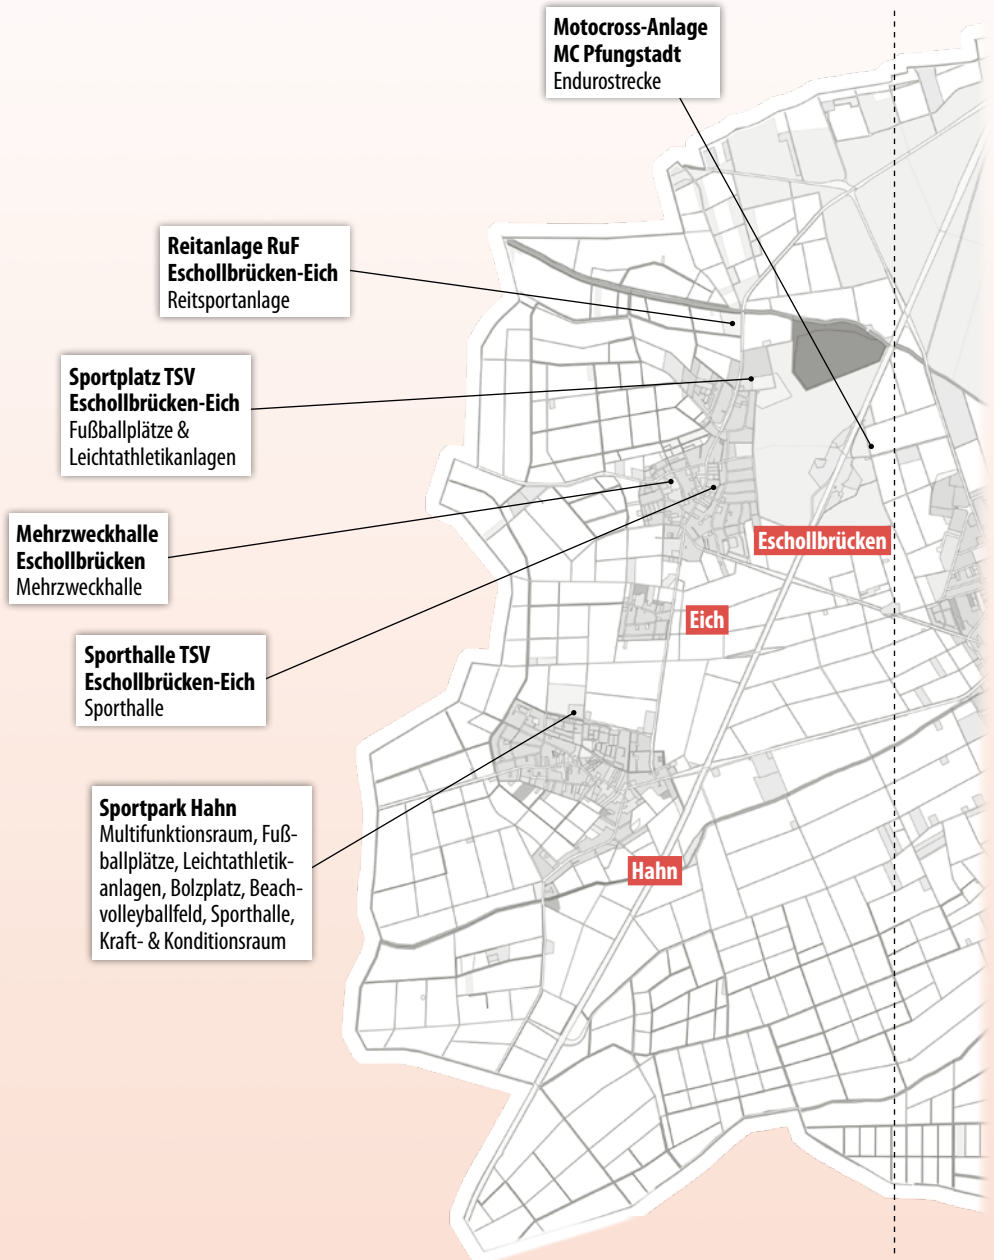 Motocross-Anlage
MC Pfungstadt
Endurostrecke
Reitanlage RuF
Eschollbrücken-Eich
Reitsportanlage
Sportplatz TSV
Eschollbrücken-Eich
Fußballplätze &
Leichtathletikanlagen
Mehrzweckhalle
Eschollbrücken
Mehrzweckhalle
Eschollbrücken
Eich
Sporthalle TSV
Eschollbrücken-Eich
Sporthalle
Sportpark Hahn
Multifunktionsraum, Fuß-
ballplätze, Leichtathletik-
anlagen, Bolzplatz, Beach-
volleyballfeld, Sporthalle,
Kraft- & Konditionsraum
Hahn